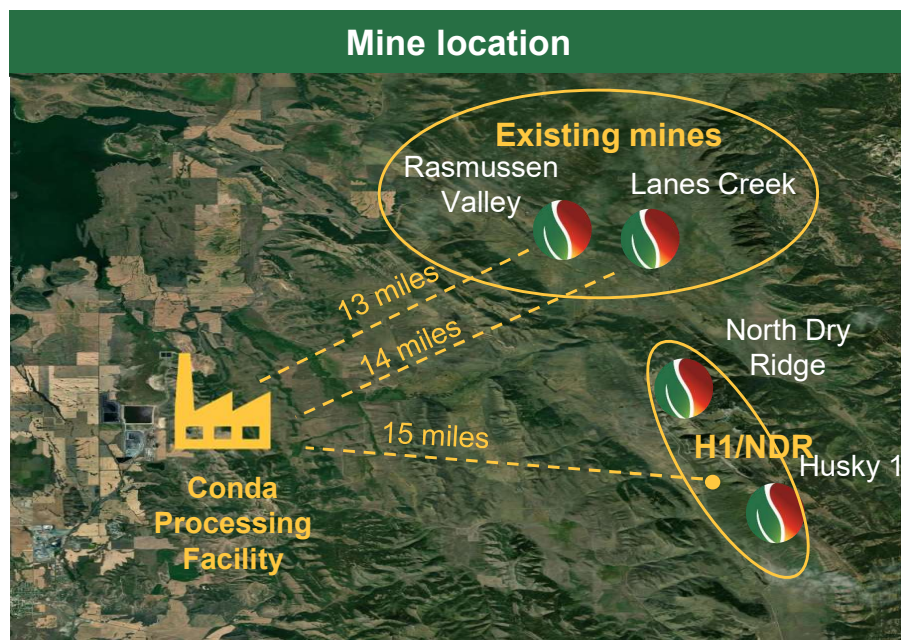 Mine location
Existing mines
Rasmussen
Valley
Lanes Creek
13 miles
14 miles
North Dry
Ridge
15 miles
H1/NDR
Husky 1
Conda
Processing
Facility